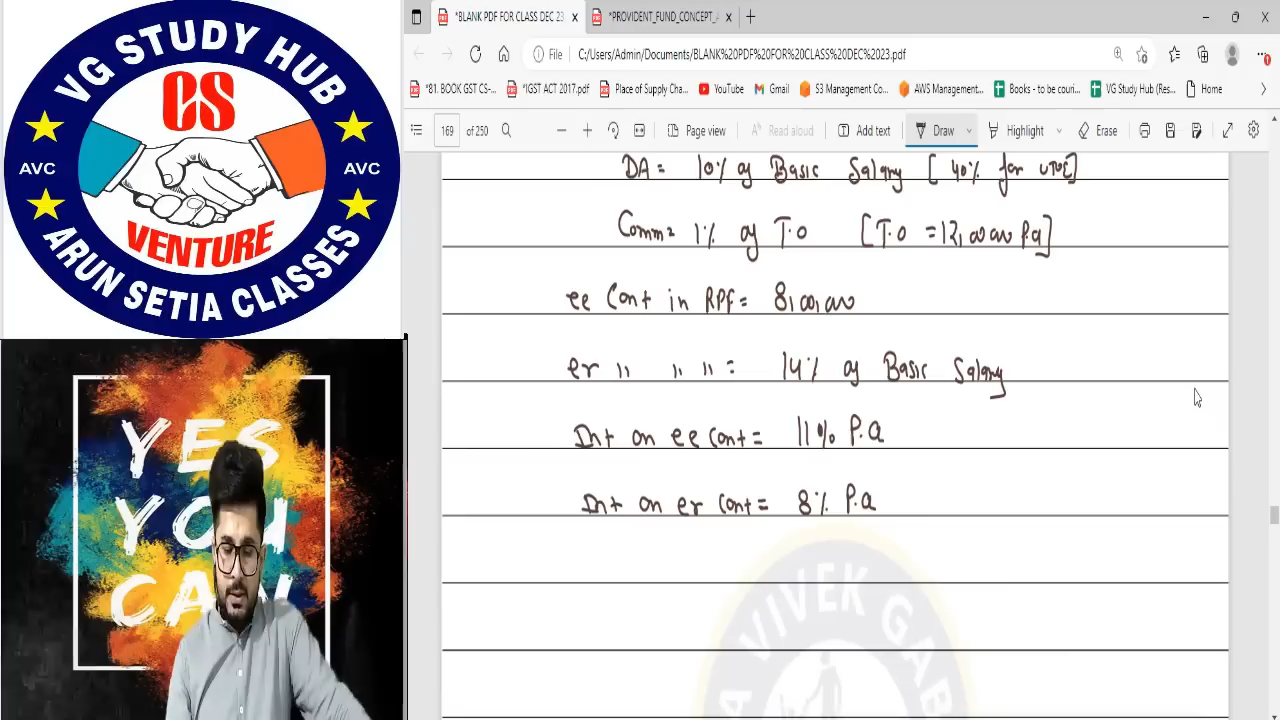 VG STUDY HUB
CS
AVC
AVC
VENTURE
ARUN SETIA CLASSES
YES
YOU
CAN
*BLANK PDF FOR CLASS DEC 23
*PROVIDENT_FUND_CONCEPT_
File C:/Users/Admin/Documents/BLANK%20PDF%20FOR%20CLASS%20DEC%202023.pdf
*81. BOOK GST CS-... *IGST ACT 2017.pdf Place of Supply Cha... YouTube Gmail S3 Management Co... AWS Management... Books - to be couri... VG Study Hub (Res... Home
169 of 250 Page view Read aloud Add text Draw Highlight Erase
DA = 10% of Basic Salary [40% for
Comm = 1% of T.O [T.O = 12,00,000 P.a]
ee Cont in RPF = 8,00,000
er " " " = 14% of Basic Salary
Int on ee Cont = 11% P.a
Int on er Cont = 8% P.a
VIVEK GAB